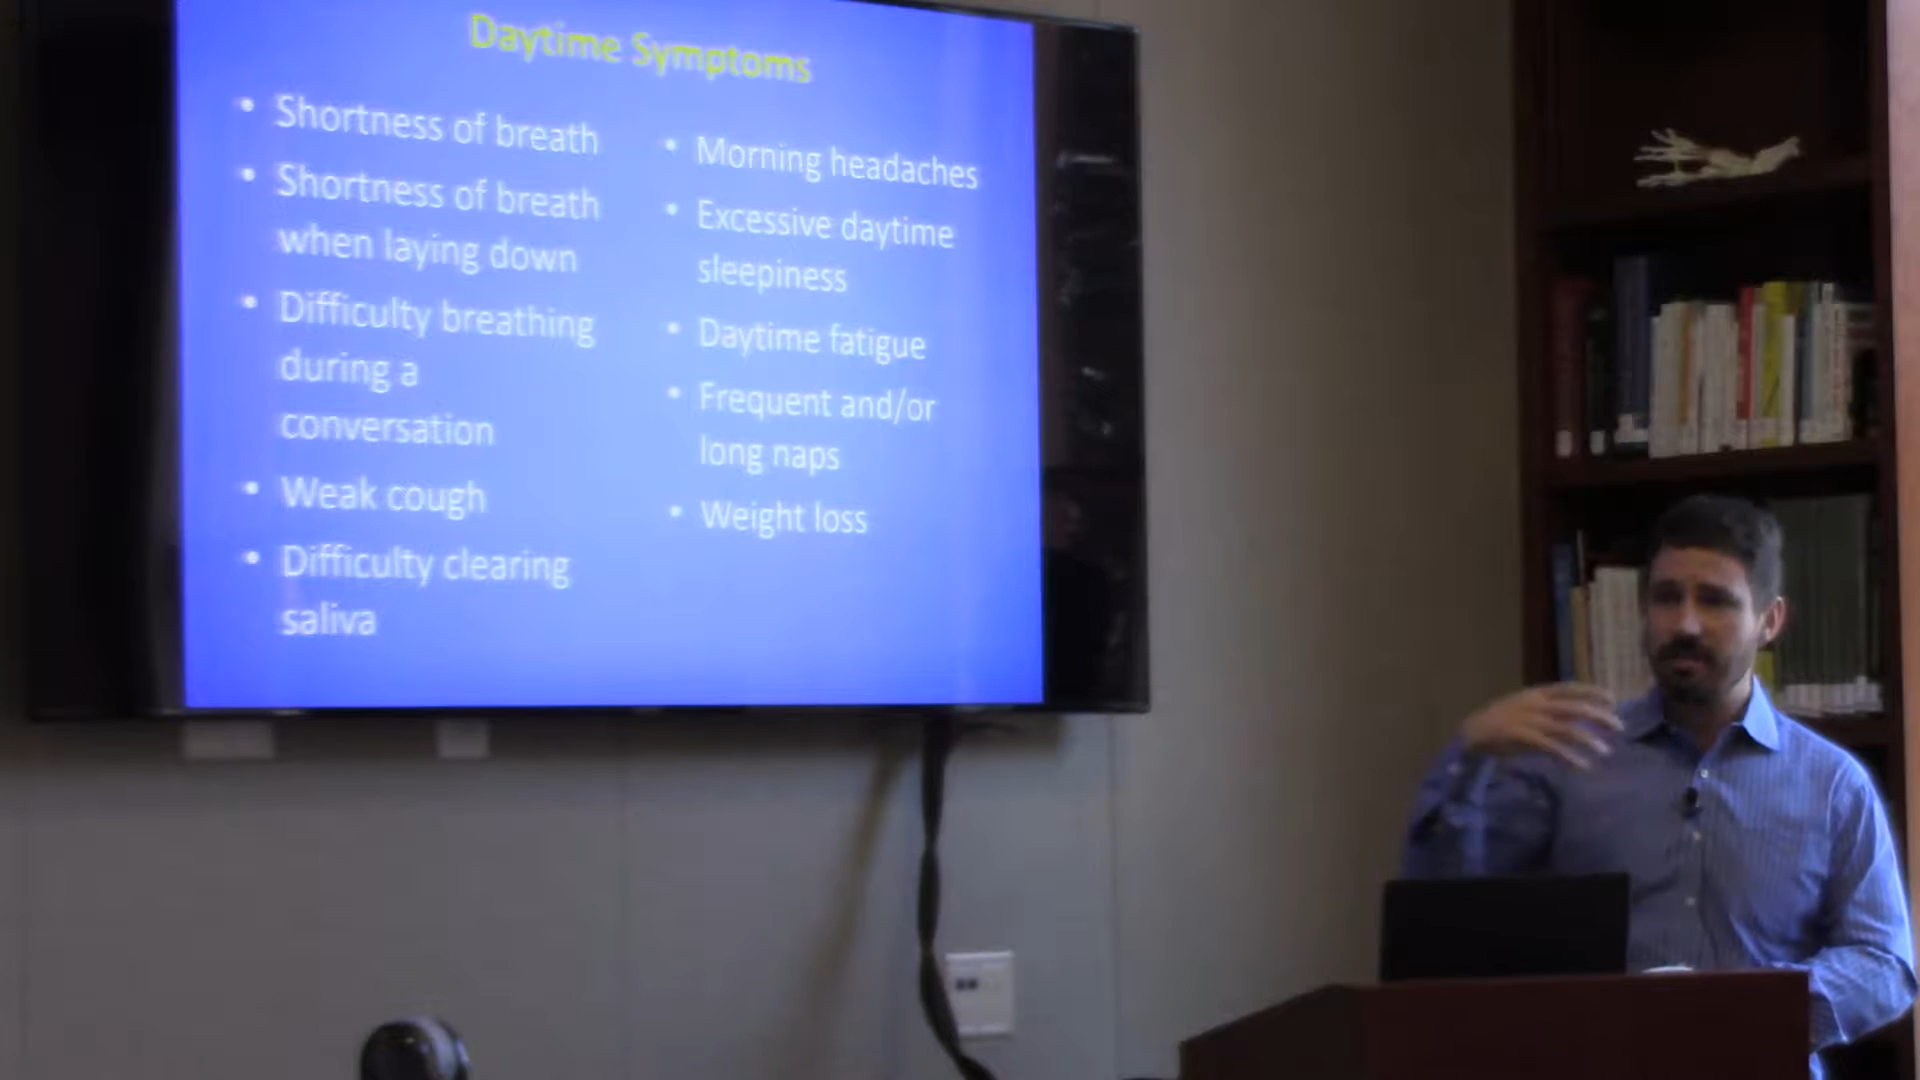 Daytime Symptoms
• Shortness of breath
• Shortness of breath
when laying down
• Difficulty breathing
during a
conversation
• Weak cough
• Difficulty clearing
saliva
• Morning headaches
• Excessive daytime
sleepiness
• Daytime fatigue
• Frequent and/or
long naps
• Weight loss